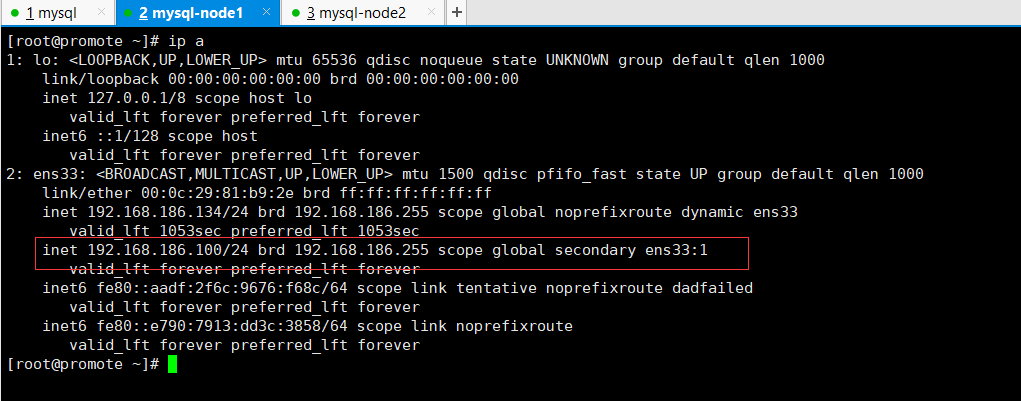 1 mysql × 2 mysql-node1 × 3 mysql-node2 × +
[root@promote ~]# ip a
1: lo: <LOOPBACK,UP,LOWER_UP> mtu 65536 qdisc noqueue state UNKNOWN group default qlen 1000
    link/loopback 00:00:00:00:00:00 brd 00:00:00:00:00:00
    inet 127.0.0.1/8 scope host lo
       valid_lft forever preferred_lft forever
    inet6 ::1/128 scope host
       valid_lft forever preferred_lft forever
2: ens33: <BROADCAST,MULTICAST,UP,LOWER_UP> mtu 1500 qdisc pfifo_fast state UP group default qlen 1000
    link/ether 00:0c:29:81:b9:2e brd ff:ff:ff:ff:ff:ff
    inet 192.168.186.134/24 brd 192.168.186.255 scope global noprefixroute dynamic ens33
       valid_lft 1053sec preferred_lft 1053sec
    inet 192.168.186.100/24 brd 192.168.186.255 scope global secondary ens33:1
       valid_lft forever preferred_lft forever
    inet6 fe80::aadf:2f6c:9676:f68c/64 scope link tentative noprefixroute dadfailed
       valid_lft forever preferred_lft forever
    inet6 fe80::e790:7913:dd3c:3858/64 scope link noprefixroute
       valid_lft forever preferred_lft forever
[root@promote ~]#